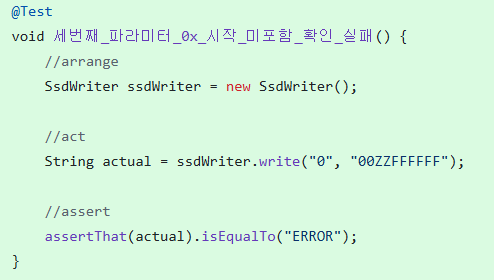 @Test
void 세번째_파라미터_0x_시작_미포함_확인_실패() {
//arrange
SsdWriter ssdWriter = new SsdWriter();
//act
String actual = ssdWriter.write("0", "00ZZFFFFFF");
//assert
assertThat(actual).isEqualTo("ERROR");
}